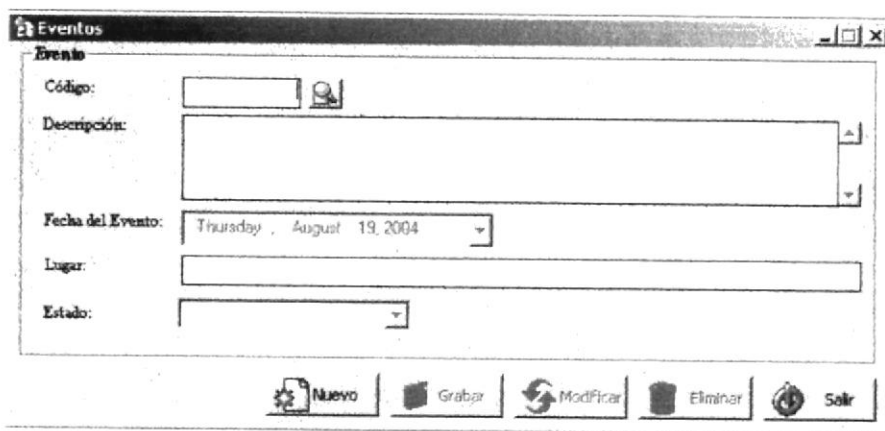 Eventos
Evento
Código:
Descripción:
Fecha del Evento: Thursday , August 19, 2004
Lugar:
Estado:
Nuevo Grabar Modificar Eliminar Salir